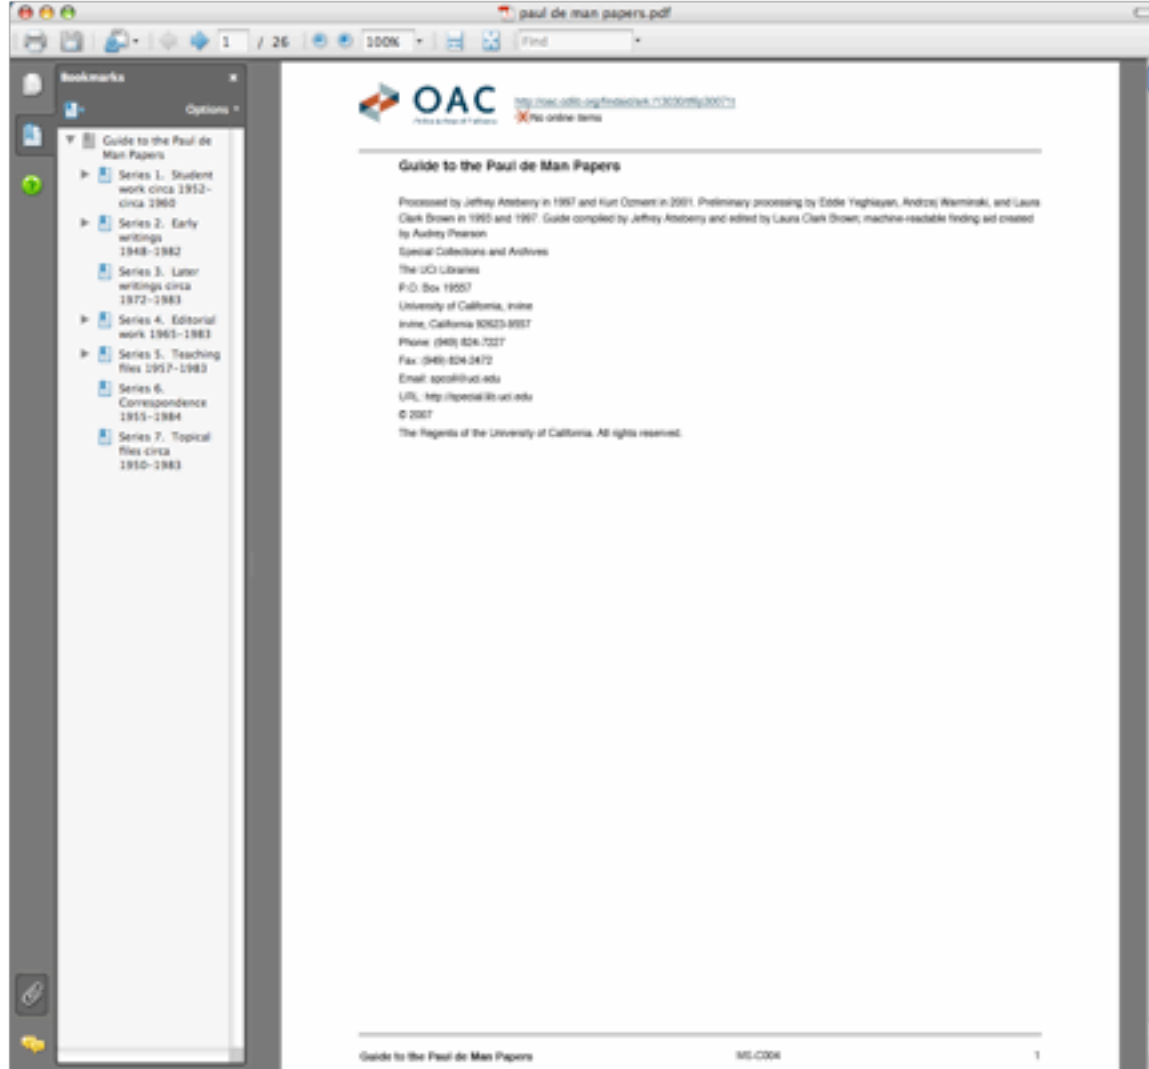 paul de man papers.pdf
1 / 26 100% Find
Bookmarks
Options
Guide to the Paul de
Man Papers
Series 1. Student
work circa 1952-
circa 1960
Series 2. Early
writings
1948-1982
Series 3. Later
writings circa
1972-1983
Series 4. Editorial
work 1965-1983
Series 5. Teaching
files 1957-1983
Series 6.
Correspondence
1955-1984
Series 7. Topical
files circa
1950-1983
OAC
No online items
Guide to the Paul de Man Papers
Processed by Jeffrey Atteberry in 1997 and Kurt Ozment in 2001. Preliminary processing by Eddie Yeghiayan, Andrzej Warminski, and Laura
Clark Brown in 1993 and 1997. Guide compiled by Jeffrey Atteberry and edited by Laura Clark Brown; machine-readable finding aid created
by Audrey Pearson
Special Collections and Archives
The UCI Libraries
P.O. Box 19557
University of California, Irvine
Irvine, California 92623-9557
Phone: (949) 824-7227
Fax: (949) 824-2472
Email: spcoll@uci.edu
URL: http://special.lib.uci.edu
© 2007
The Regents of the University of California. All rights reserved.
Guide to the Paul de Man Papers MS-C004 1